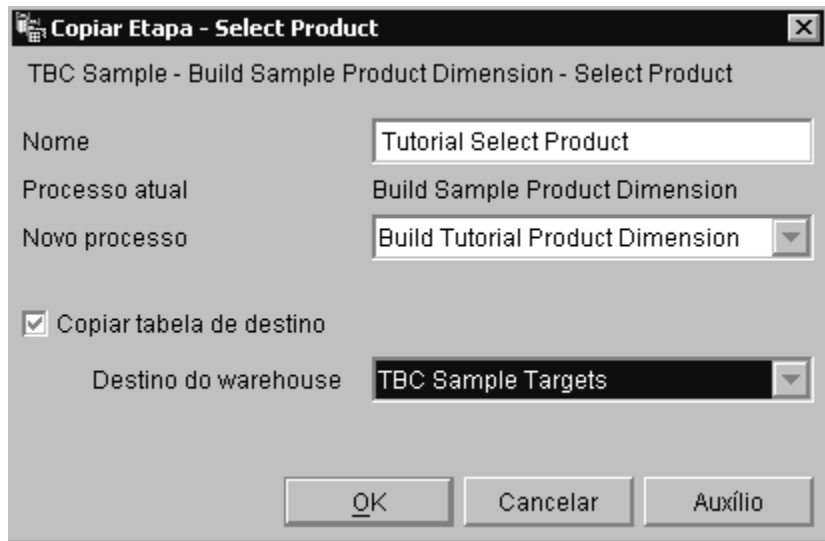 Copiar Etapa - Select Product
TBC Sample - Build Sample Product Dimension - Select Product
Nome Tutorial Select Product
Processo atual Build Sample Product Dimension
Novo processo Build Tutorial Product Dimension
Copiar tabela de destino
Destino do warehouse TBC Sample Targets
OK Cancelar Auxílio